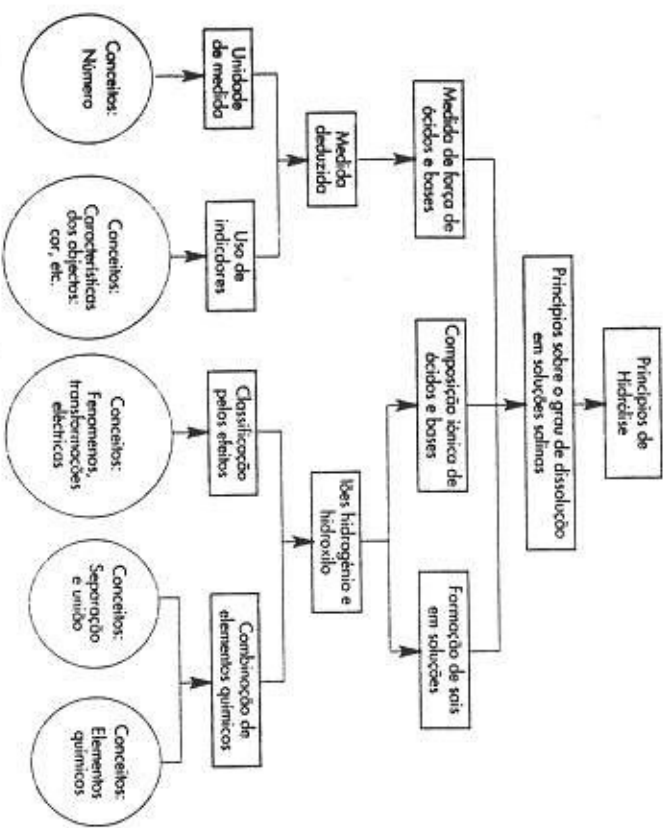 Princípios de
Hidrólise
Princípios sobre o grau de dissolução
em soluções salinas
Medida de força de
ácidos e bases
Composição iônica de
ácidos e bases
Formação de sais
em soluções
Medida
deduzida
Iões hidrogénio e
hidroxilo
Unidade
de medida
Uso de
indicdores
Classificação
pelos efeitos
Combinação de
elementos químicos
Conceitos:
Número
Conceitos:
Características
dos objectos:
cor, etc.
Conceitos:
Fenomenos,
transformações
eléctricas
Conceitos:
Separação
e união
Conceitos:
Elementos
químicos